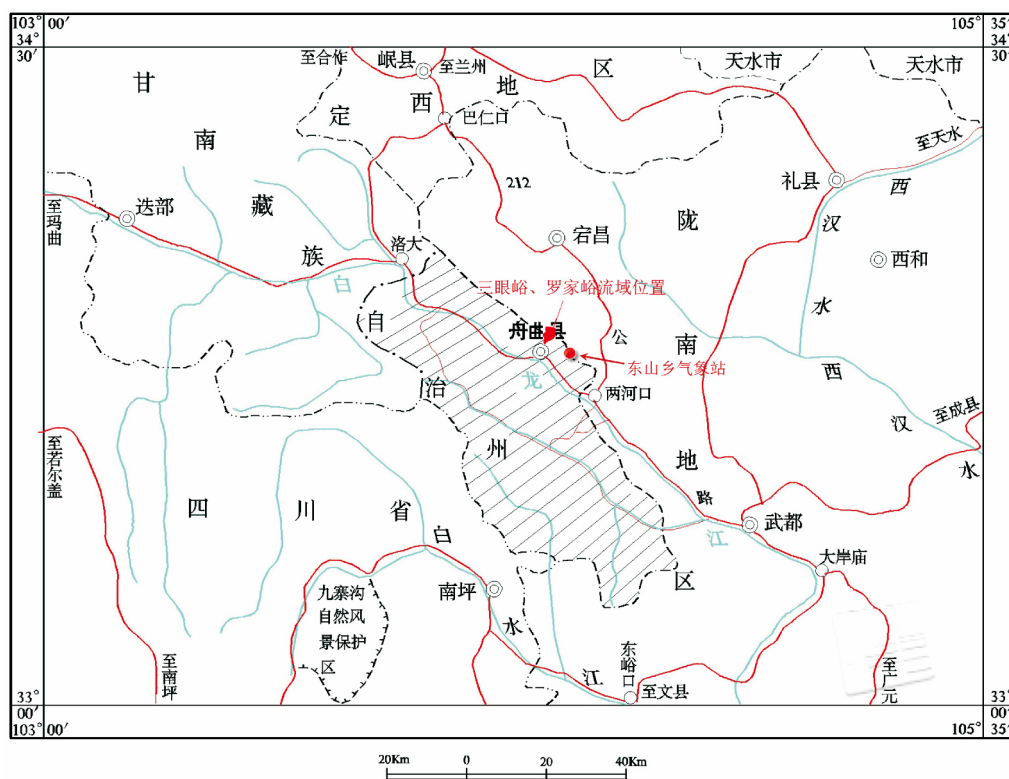 103° 00′
105° 35′
34° 30′
34° 30′
至合作
岷县
至兰州
天水市
天水市
甘
南
藏
族
自
治
州
定
西
地
区
巴仁口
至天水
212
礼县
西
汉
水
陇
南
地
区
至玛曲
迭部
洛大
宕昌
西和
白
龙
江
三眼峪、罗家峪流域位置
舟曲县
公
路
东山乡气象站
两河口
西
汉
水
至成县
至若尔盖
四
川
省
白
水
江
武都
大岸庙
南坪
九寨沟
自然风
景保护
区
至南坪
东峪口
至文县
至广元
33° 00′
33° 00′
103° 00′
105° 35′
20Km
0
20
40Km